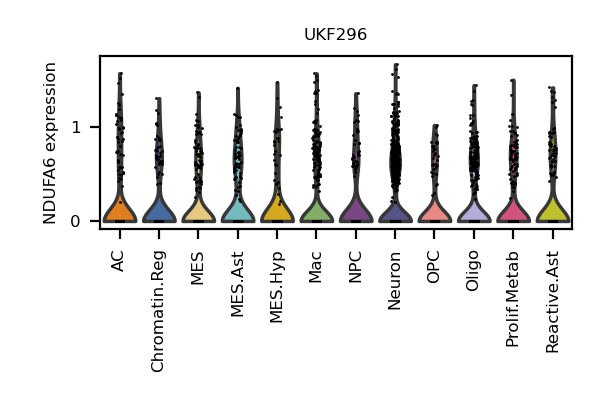 UKF296
NDUFA6 expression
1
0
AC
Chromatin.Reg
MES
MES.Ast
MES.Hyp
Mac
NPC
Neuron
OPC
Oligo
Prolif.Metab
Reactive.Ast